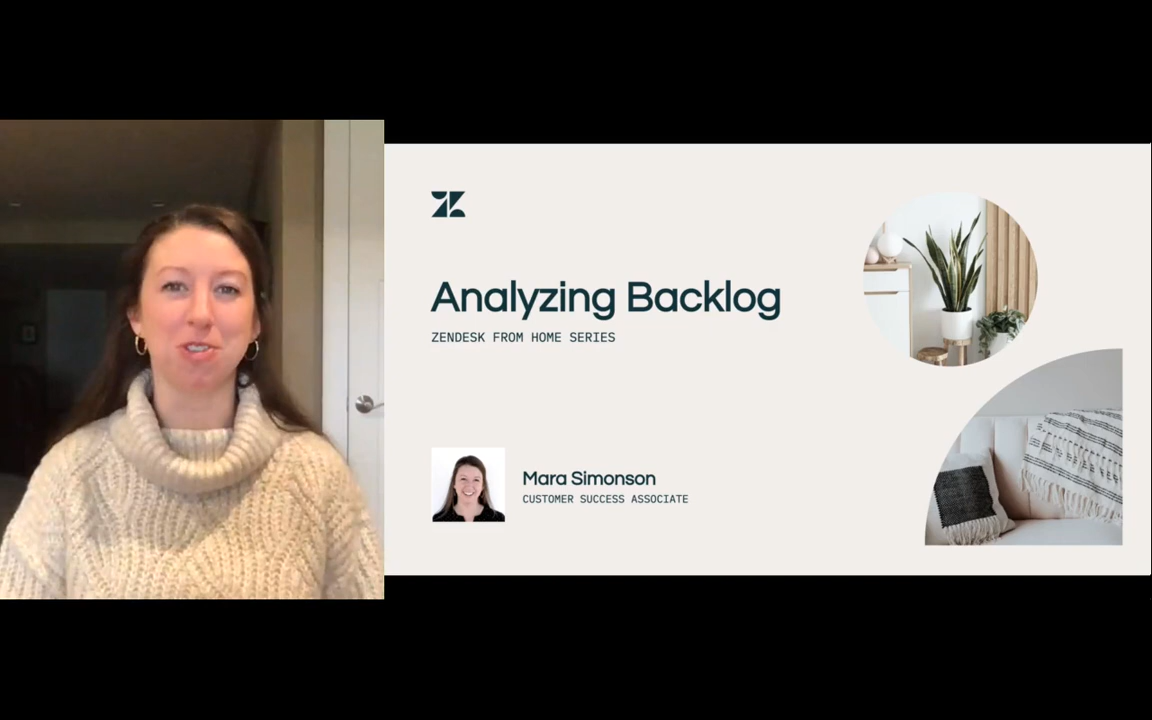 Analyzing Backlog
ZENDESK FROM HOME SERIES
Mara Simonson
CUSTOMER SUCCESS ASSOCIATE